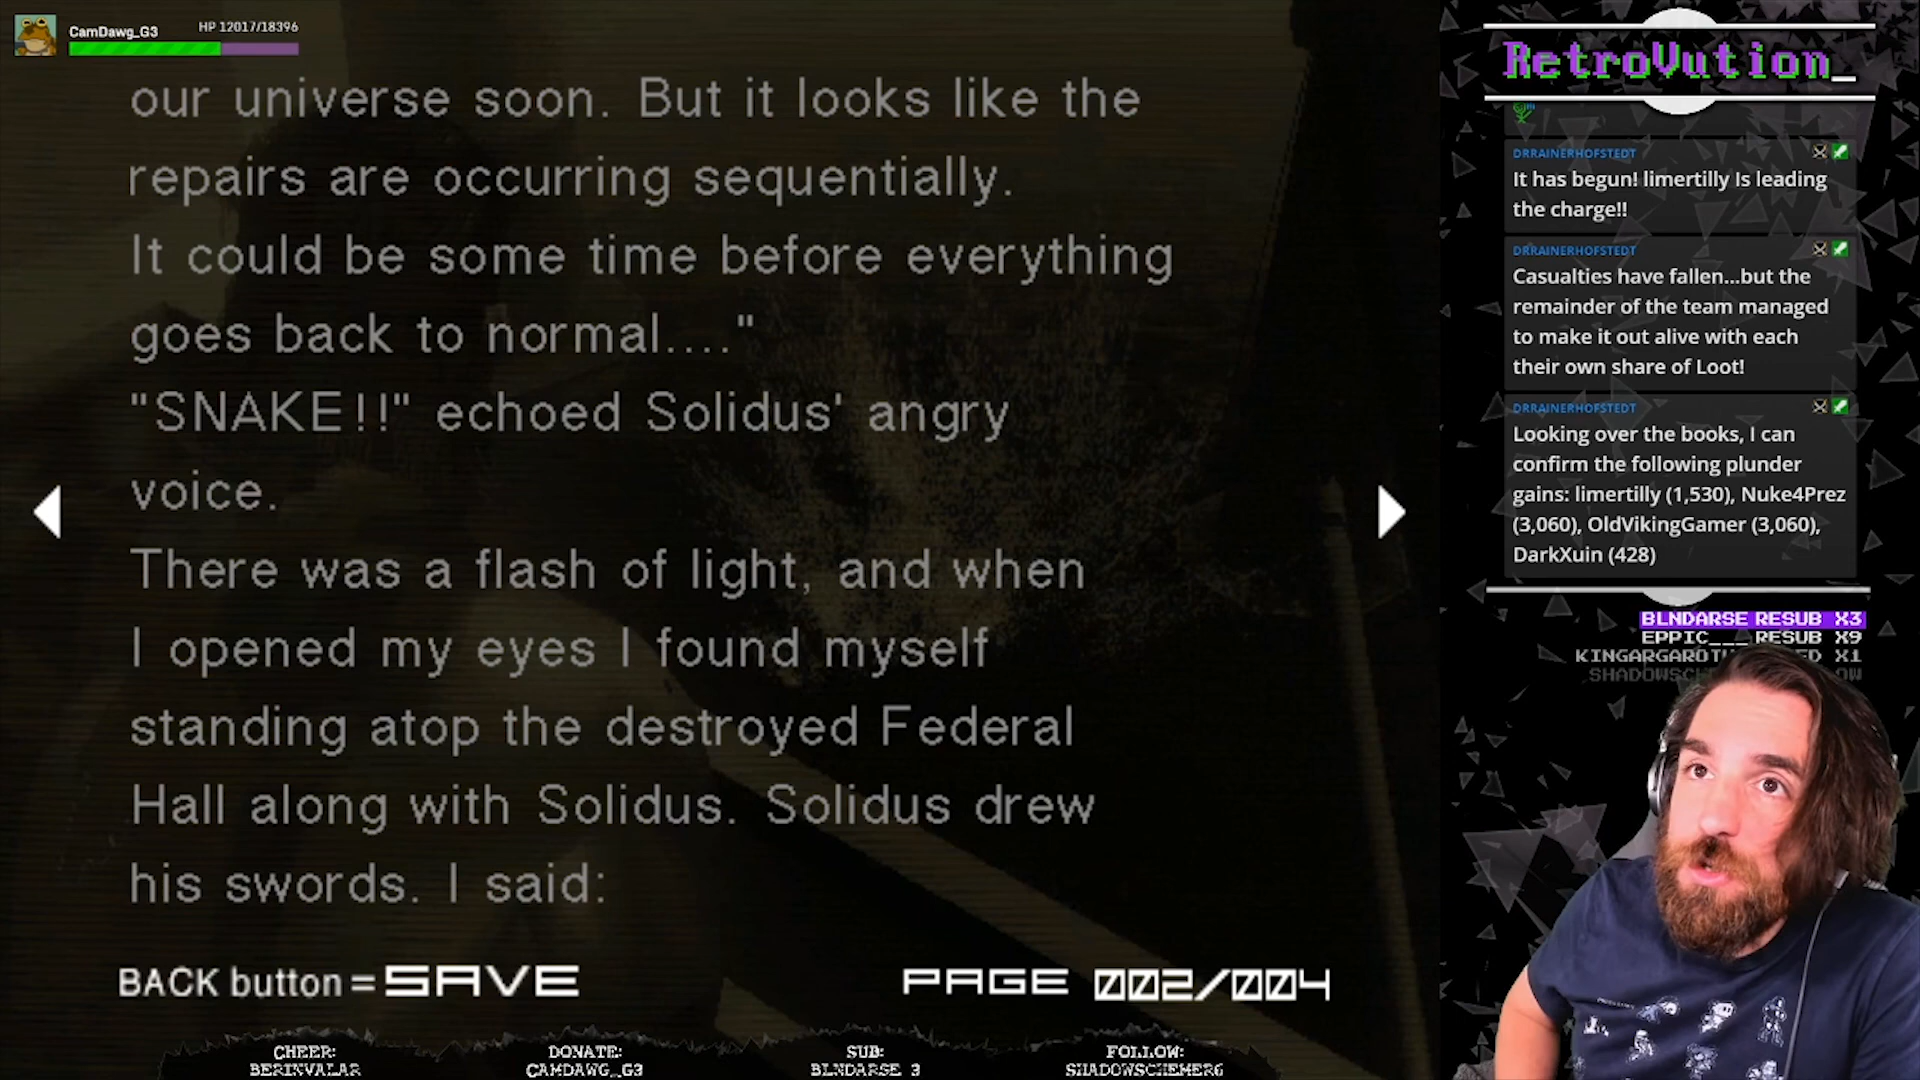 CamDawg_G3
HP 12017/18396
our universe soon. But it looks like the
repairs are occurring sequentially.
It could be some time before everything
goes back to normal...."
"SNAKE!!" echoed Solidus' angry
voice.
There was a flash of light, and when
I opened my eyes I found myself
standing atop the destroyed Federal
Hall along with Solidus. Solidus drew
his swords. I said:
BACK button = SAVE
PAGE 002/004
CHEER:
BERINVALAR
DONATE:
CAMDAWG_G3
SUB:
BLNDARSE 3
FOLLOW:
SHADOWSCHEMER6
RetroVution_
DRRAINERHOFSTEDT
It has begun! limertilly Is leading
the charge!!
DRRAINERHOFSTEDT
Casualties have fallen...but the
remainder of the team managed
to make it out alive with each
their own share of Loot!
DRRAINERHOFSTEDT
Looking over the books, I can
confirm the following plunder
gains: limertilly (1,530), Nuke4Prez
(3,060), OldVikingGamer (3,060),
DarkXuin (428)
BLNDARSE RESUB X3
EPPIC___ RESUB X9
X1